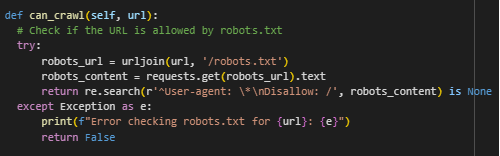 def can_crawl(self, url):
  # Check if the URL is allowed by robots.txt
  try:
      robots_url = urljoin(url, '/robots.txt')
      robots_content = requests.get(robots_url).text
      return re.search(r'^User-agent: \*\nDisallow: /', robots_content) is None
  except Exception as e:
      print(f"Error checking robots.txt for {url}: {e}")
      return False